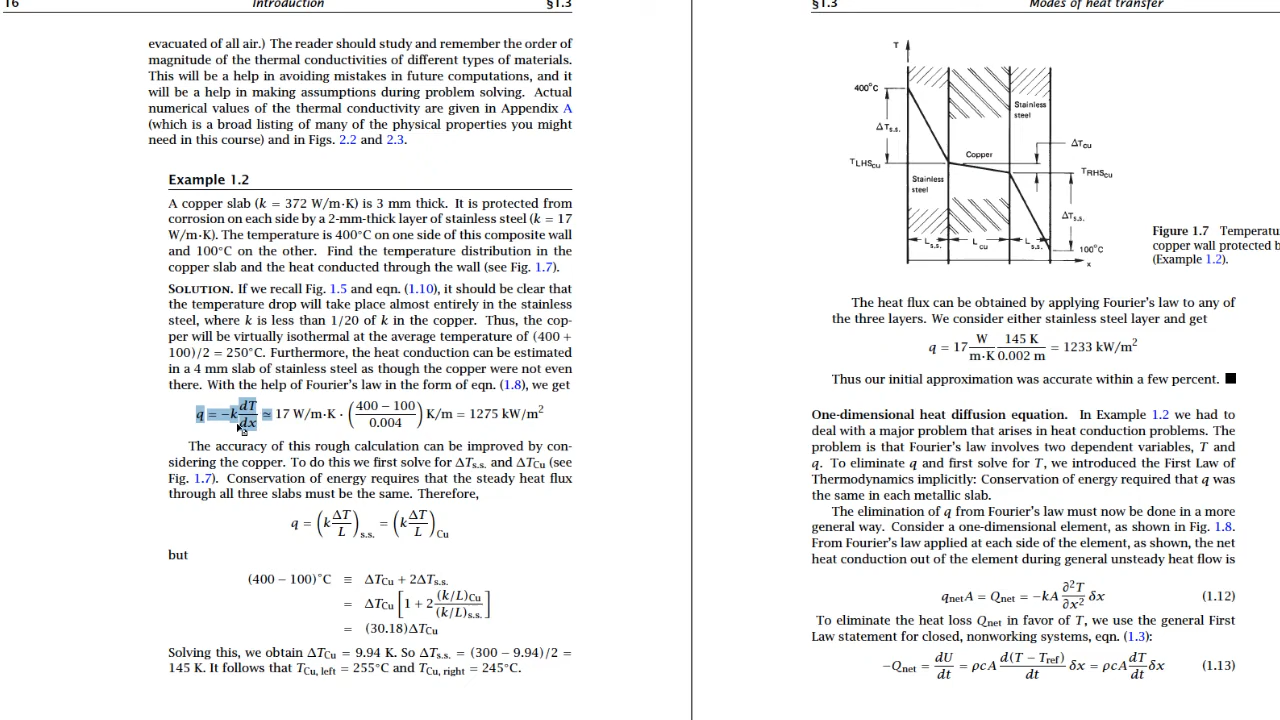 16 Introduction §1.3
evacuated of all air.) The reader should study and remember the order of
magnitude of the thermal conductivities of different types of materials.
This will be a help in avoiding mistakes in future computations, and it
will be a help in making assumptions during problem solving. Actual
numerical values of the thermal conductivity are given in Appendix A
(which is a broad listing of many of the physical properties you might
need in this course) and in Figs. 2.2 and 2.3.
Example 1.2
A copper slab (k = 372 W/m·K) is 3 mm thick. It is protected from
corrosion on each side by a 2-mm-thick layer of stainless steel (k = 17
W/m·K). The temperature is 400°C on one side of this composite wall
and 100°C on the other. Find the temperature distribution in the
copper slab and the heat conducted through the wall (see Fig. 1.7).
SOLUTION. If we recall Fig. 1.5 and eqn. (1.10), it should be clear that
the temperature drop will take place almost entirely in the stainless
steel, where k is less than 1/20 of k in the copper. Thus, the cop-
per will be virtually isothermal at the average temperature of (400 +
100)/2 = 250°C. Furthermore, the heat conduction can be estimated
in a 4 mm slab of stainless steel as though the copper were not even
there. With the help of Fourier's law in the form of eqn. (1.8), we get
q = −k dT/dx ≃ 17 W/m·K · ((400 − 100)/0.004) K/m = 1275 kW/m²
The accuracy of this rough calculation can be improved by con-
sidering the copper. To do this we first solve for ΔTs.s. and ΔTCu (see
Fig. 1.7). Conservation of energy requires that the steady heat flux
through all three slabs must be the same. Therefore,
q = (k ΔT/L)s.s. = (k ΔT/L)Cu
but
(400 − 100)°C ≡ ΔTCu + 2ΔTs.s.
= ΔTCu [1 + 2 (k/L)Cu/(k/L)s.s.]
= (30.18)ΔTCu
Solving this, we obtain ΔTCu = 9.94 K. So ΔTs.s. = (300 − 9.94)/2 =
145 K. It follows that TCu, left = 255°C and TCu, right = 245°C.
§1.3 Modes of heat transfer
T
400°C
Stainless
steel
ΔTs.s.
ΔTCu
Copper
TLHSCu
TRHSCu
Stainless
steel
ΔTs.s.
Ls.s. LCu Ls.s.
100°C
x
Figure 1.7 Temperatu
copper wall protected b
(Example 1.2).
The heat flux can be obtained by applying Fourier's law to any of
the three layers. We consider either stainless steel layer and get
q = 17 W/m·K 145 K/0.002 m = 1233 kW/m²
Thus our initial approximation was accurate within a few percent. ■
One-dimensional heat diffusion equation. In Example 1.2 we had to
deal with a major problem that arises in heat conduction problems. The
problem is that Fourier's law involves two dependent variables, T and
q. To eliminate q and first solve for T, we introduced the First Law of
Thermodynamics implicitly: Conservation of energy required that q was
the same in each metallic slab.
The elimination of q from Fourier's law must now be done in a more
general way. Consider a one-dimensional element, as shown in Fig. 1.8.
From Fourier's law applied at each side of the element, as shown, the net
heat conduction out of the element during general unsteady heat flow is
qnetA = Qnet = −kA ∂²T/∂x² δx (1.12)
To eliminate the heat loss Qnet in favor of T, we use the general First
Law statement for closed, nonworking systems, eqn. (1.3):
−Qnet = dU/dt = ρcA d(T − Tref)/dt δx = ρcA dT/dt δx (1.13)